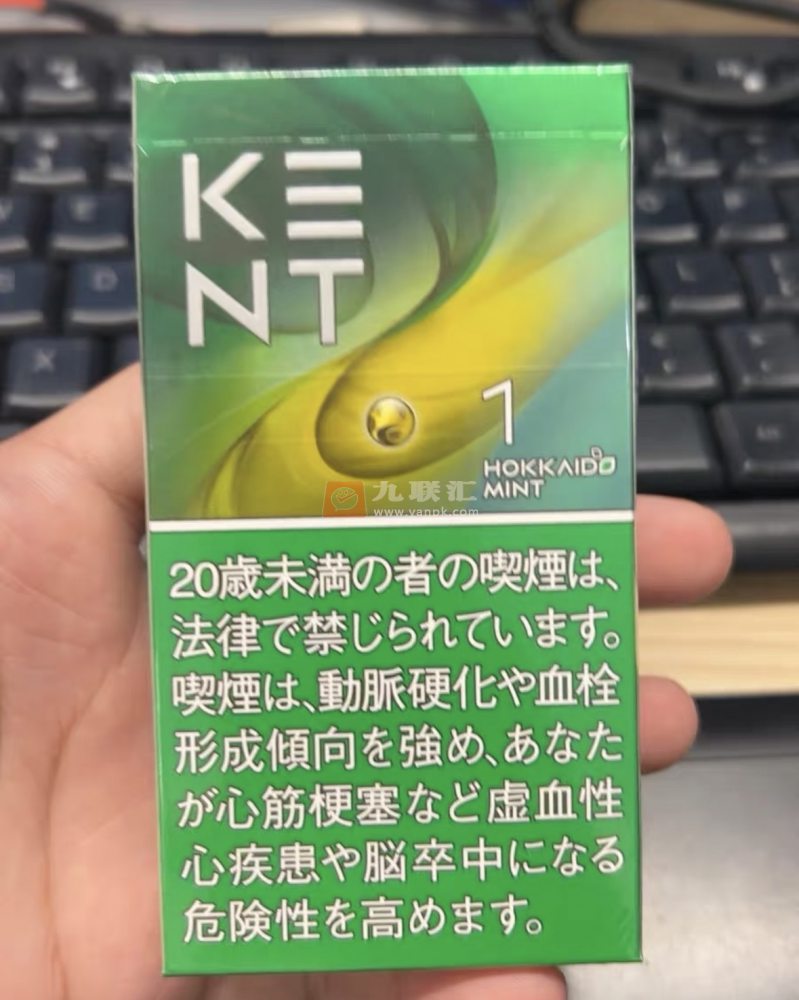 KE
NT
1
HOKKAIDO
MINT
九联汇
www.yanpk.com
20歳未満の者の喫煙は、
法律で禁じられています。
喫煙は、動脈硬化や血栓
形成傾向を強め、あなた
が心筋梗塞など虚血性
心疾患や脳卒中になる
危険性を高めます。